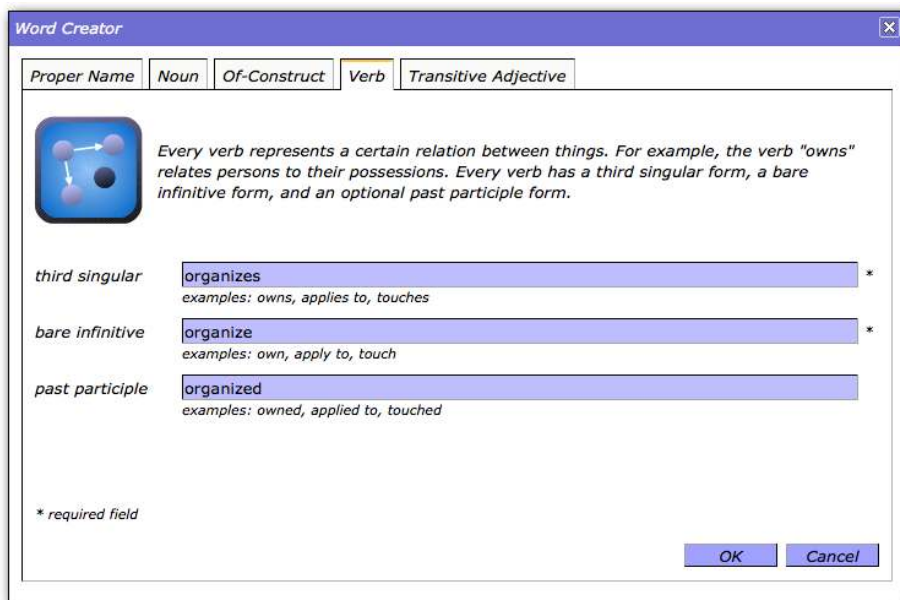 Word Creator
Proper Name Noun Of-Construct Verb Transitive Adjective
Every verb represents a certain relation between things. For example, the verb "owns"
relates persons to their possessions. Every verb has a third singular form, a bare
infinitive form, and an optional past participle form.
third singular organizes *
examples: owns, applies to, touches
bare infinitive organize *
examples: own, apply to, touch
past participle organized
examples: owned, applied to, touched
* required field
OK Cancel